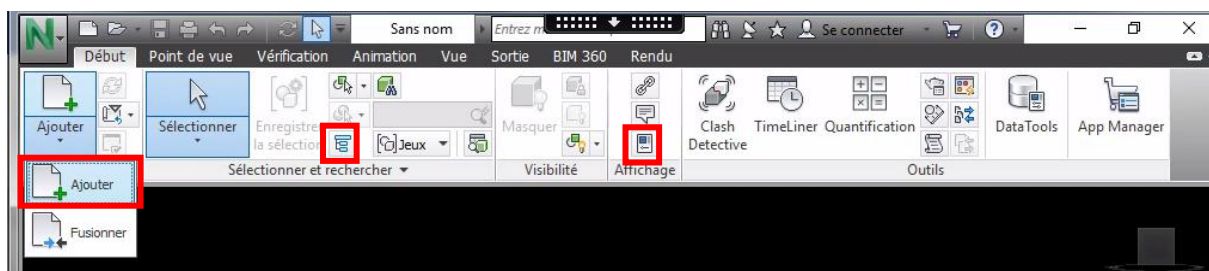 Sans nom Entrez m Se connecter
Début Point de vue Vérification Animation Vue Sortie BIM 360 Rendu
Ajouter Sélectionner Enregistrer la sélection Jeux Masquer Clash Detective TimeLiner Quantification DataTools App Manager
Sélectionner et rechercher Visibilité Affichage Outils
Ajouter
Fusionner